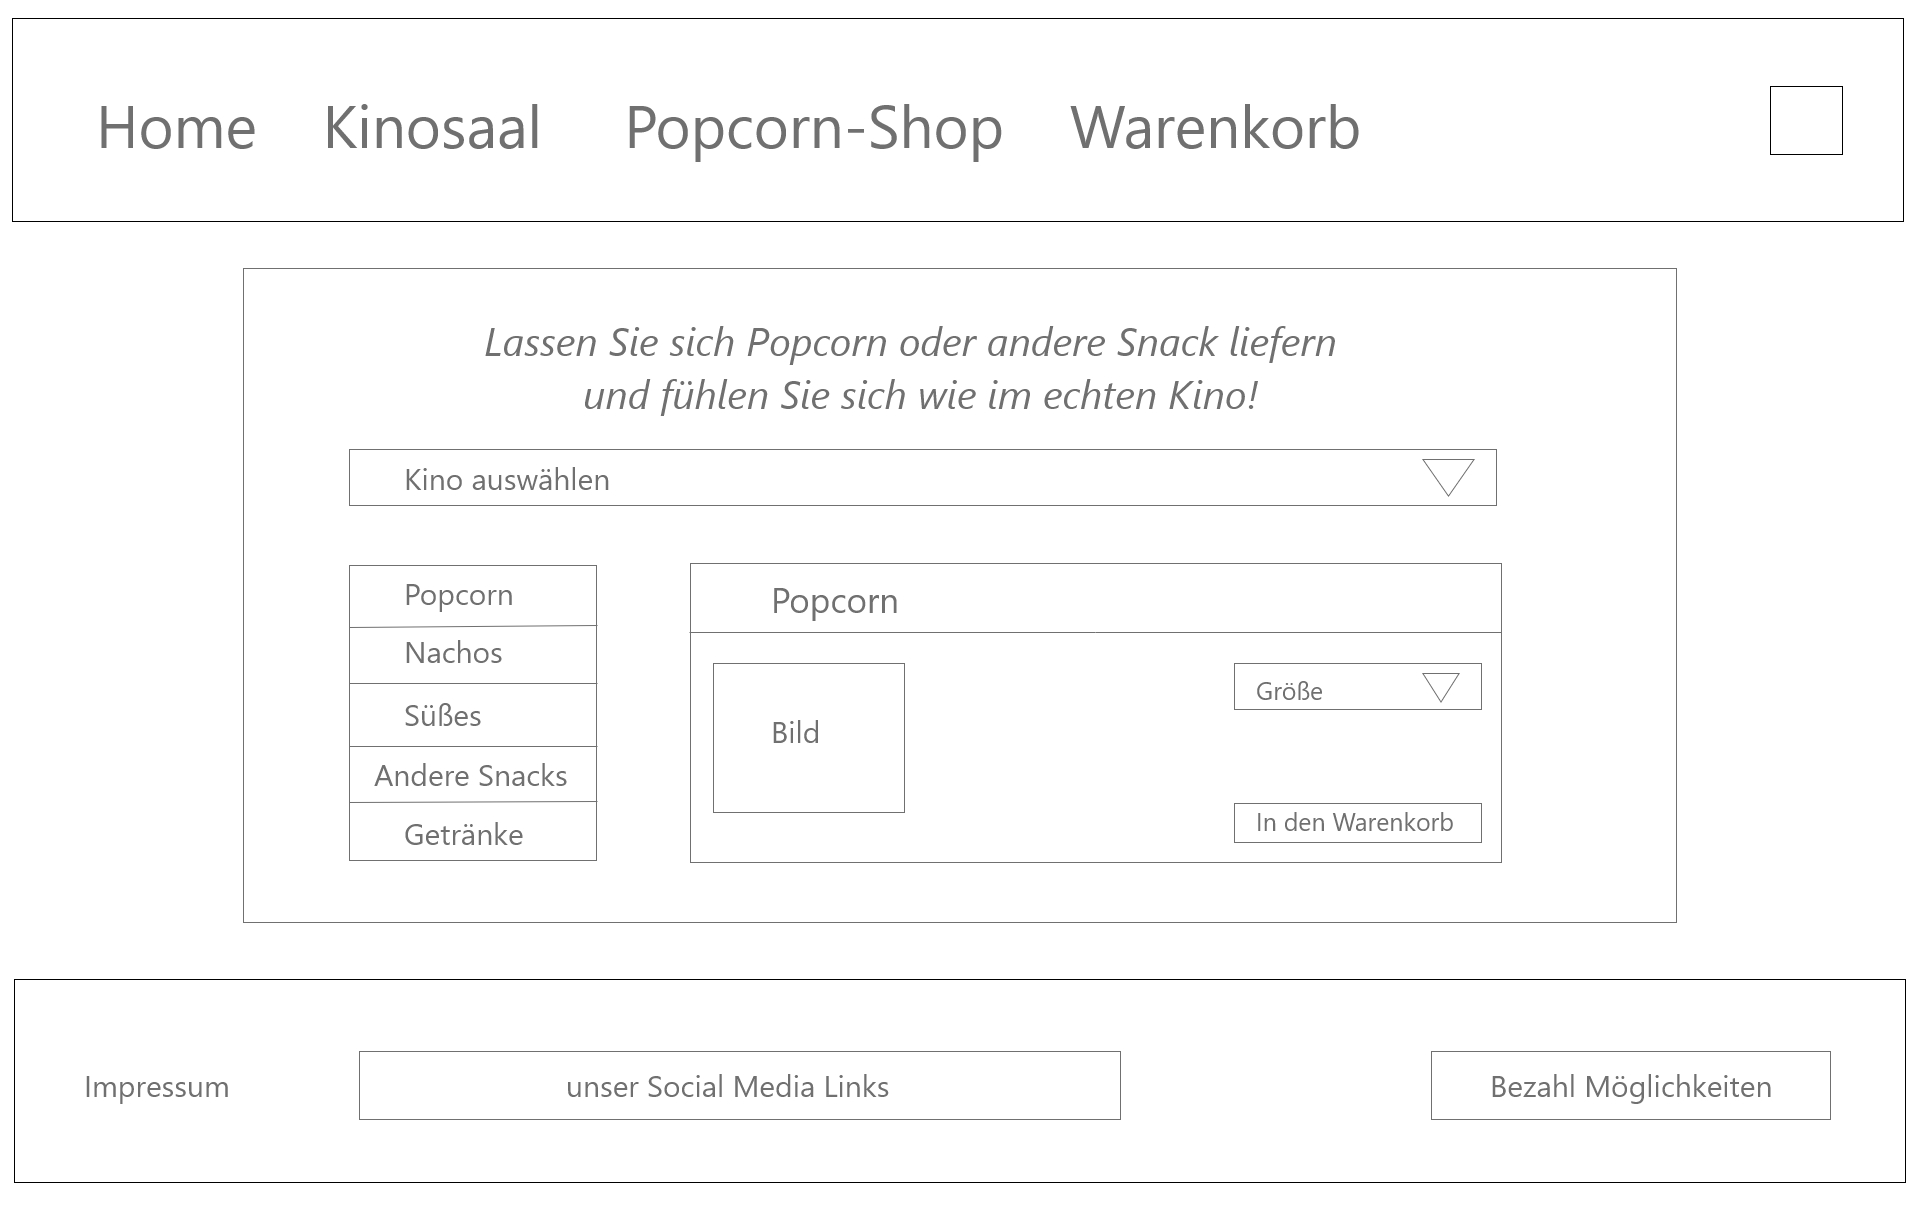 Home Kinosaal Popcorn-Shop Warenkorb
Lassen Sie sich Popcorn oder andere Snack liefern
und fühlen Sie sich wie im echten Kino!
Kino auswählen
Popcorn
Nachos
Süßes
Andere Snacks
Getränke
Popcorn
Bild
Größe
In den Warenkorb
Impressum
unser Social Media Links
Bezahl Möglichkeiten